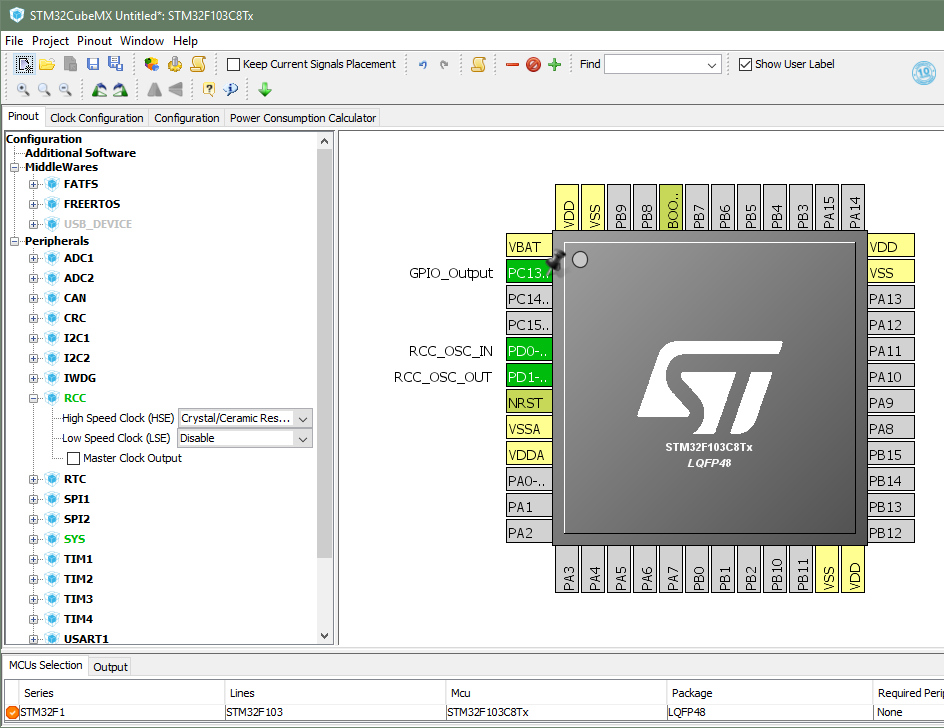 STM32CubeMX Untitled*: STM32F103C8Tx
File Project Pinout Window Help
Keep Current Signals Placement
Find
Show User Label
10
Pinout Clock Configuration Configuration Power Consumption Calculator
Configuration
Additional Software
MiddleWares
FATFS
FREERTOS
USB_DEVICE
Peripherals
ADC1
ADC2
CAN
CRC
I2C1
I2C2
IWDG
RCC
High Speed Clock (HSE) Crystal/Ceramic Res...
Low Speed Clock (LSE) Disable
Master Clock Output
RTC
SPI1
SPI2
SYS
TIM1
TIM2
TIM3
TIM4
USART1
VDD VSS PB9 PB8 BOO.. PB7 PB6 PB5 PB4 PB3 PA15 PA14
VBAT
GPIO_Output PC13./
PC14..
PC15..
RCC_OSC_IN PD0-..
RCC_OSC_OUT PD1-..
NRST
VSSA
VDDA
PA0-..
PA1
PA2
ST
STM32F103C8Tx
LQFP48
VDD
VSS
PA13
PA12
PA11
PA10
PA9
PA8
PB15
PB14
PB13
PB12
PA3 PA4 PA5 PA6 PA7 PB0 PB1 PB2 PB10 PB11 VSS VDD
MCUs Selection Output
Series Lines Mcu Package Required Perip
STM32F1 STM32F103 STM32F103C8Tx LQFP48 None